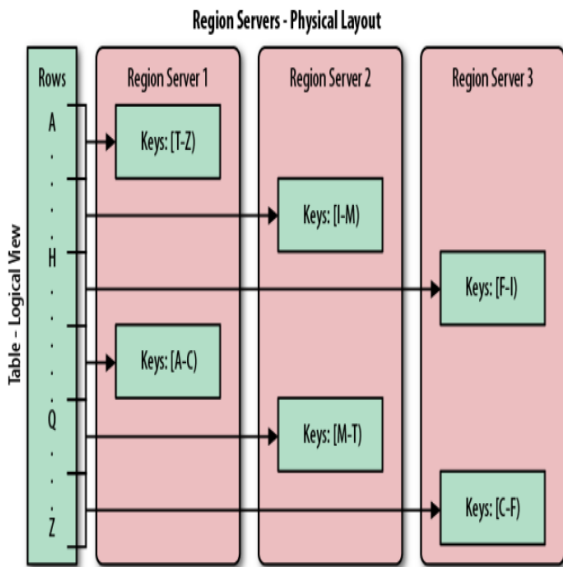 Region Servers - Physical Layout
Rows
Region Server 1
Region Server 2
Region Server 3
A
Keys: [T-Z)
Keys: [I-M)
H
Keys: [F-I)
Table - Logical View
Keys: [A-C)
Q
Keys: [M-T)
Keys: [C-F)
Z